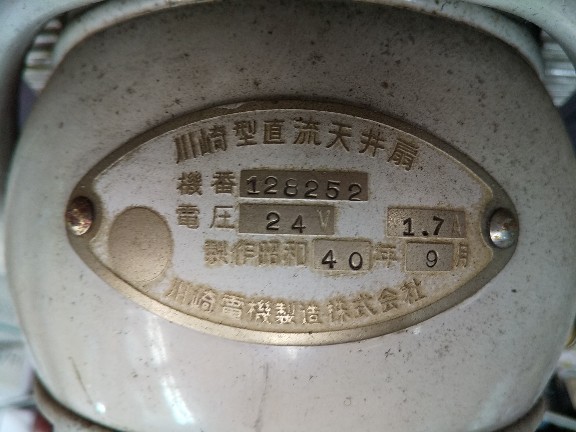 川崎型直流天井扇
機番 128252
電圧 24V 1.7A
製作昭和 40 年 9 月
川崎電機製造株式会社